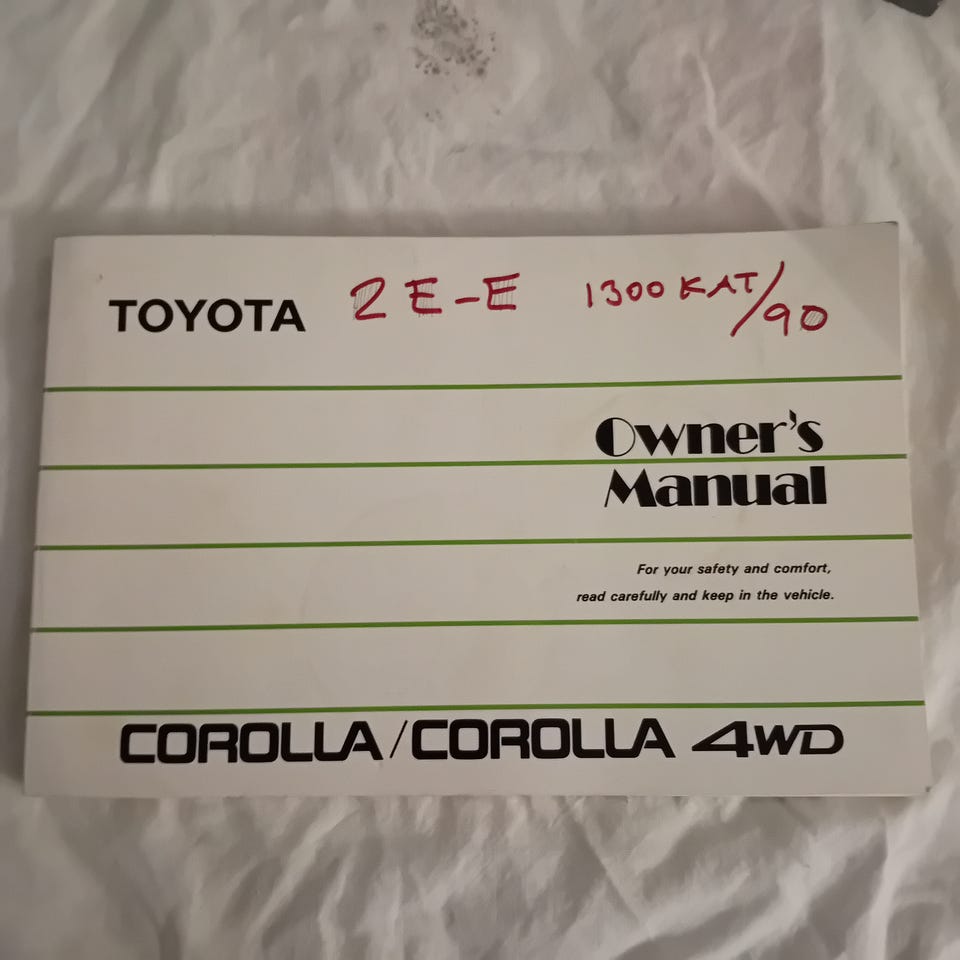 TOYOTA 2E-E 1300 KAT/90
Owner's
Manual
For your safety and comfort,
read carefully and keep in the vehicle.
COROLLA/COROLLA 4WD